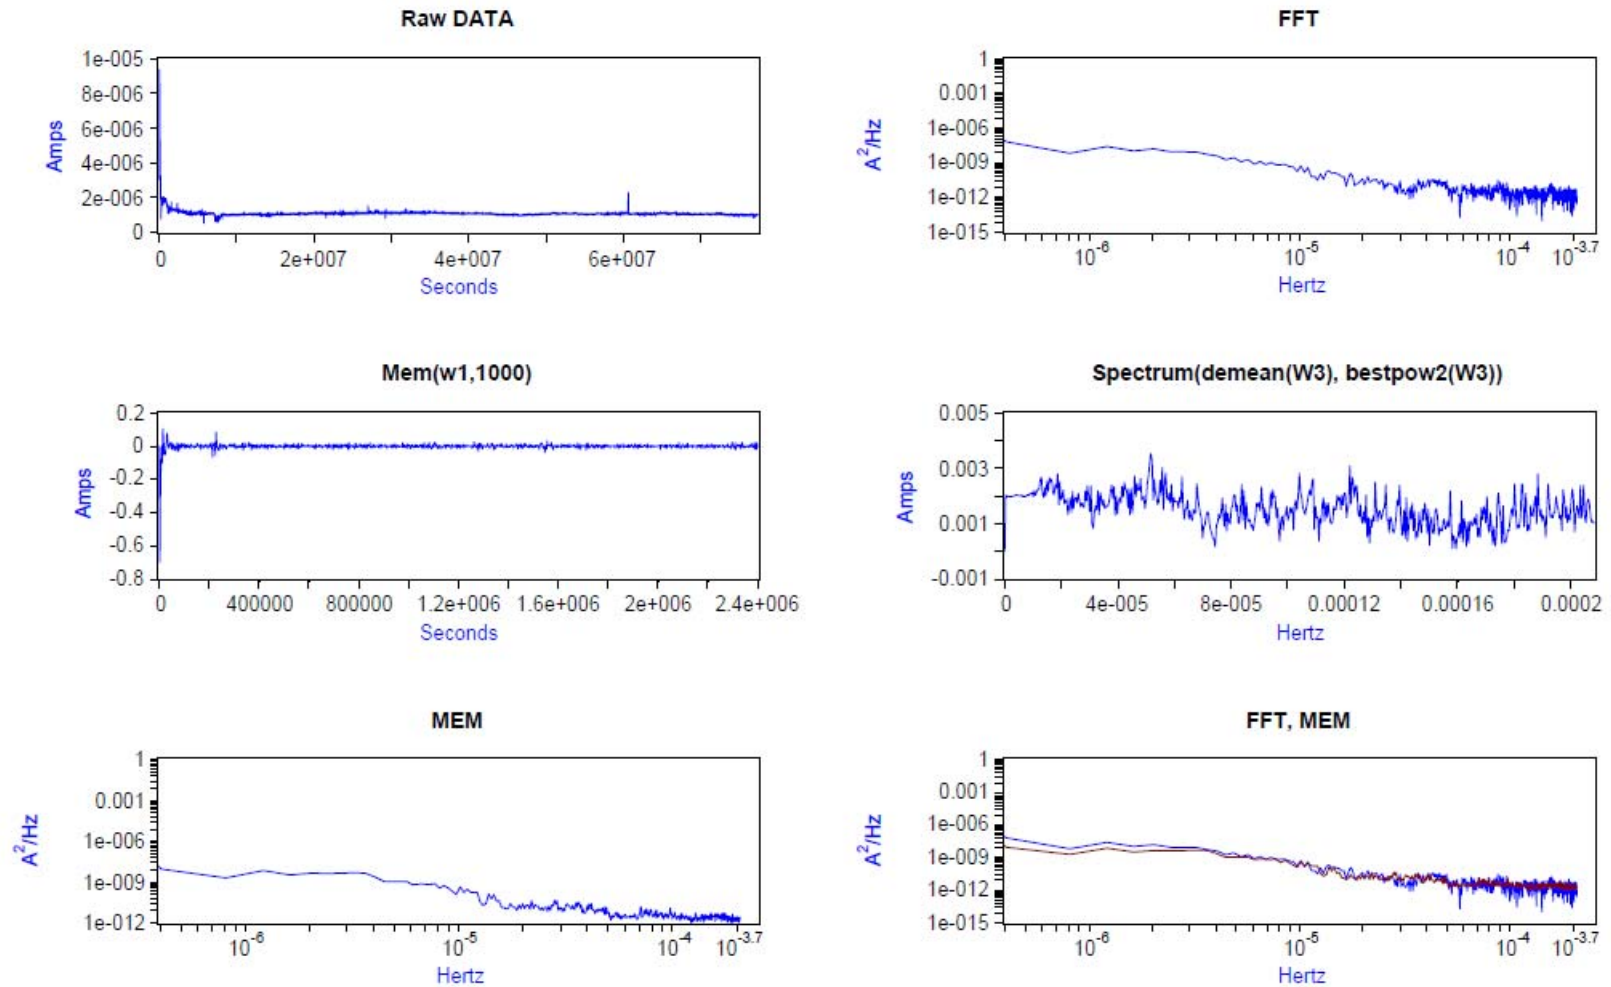 Raw DATA
1e-005
8e-006
6e-006
4e-006
2e-006
0
Amps
0 2e+007 4e+007 6e+007
Seconds
FFT
1
0.001
1e-006
1e-009
1e-012
1e-015
A²/Hz
10⁻⁶ 10⁻⁵ 10⁻⁴ 10⁻³·⁷
Hertz
Mem(w1,1000)
0.2
0
-0.2
-0.4
-0.6
-0.8
Amps
0 400000 800000 1.2e+006 1.6e+006 2e+006 2.4e+006
Seconds
Spectrum(demean(W3), bestpow2(W3))
0.005
0.003
0.001
-0.001
Amps
0 4e-005 8e-005 0.00012 0.00016 0.0002
Hertz
MEM
1
0.001
1e-006
1e-009
1e-012
A²/Hz
10⁻⁶ 10⁻⁵ 10⁻⁴ 10⁻³·⁷
Hertz
FFT, MEM
1
0.001
1e-006
1e-009
1e-012
1e-015
A²/Hz
10⁻⁶ 10⁻⁵ 10⁻⁴ 10⁻³·⁷
Hertz